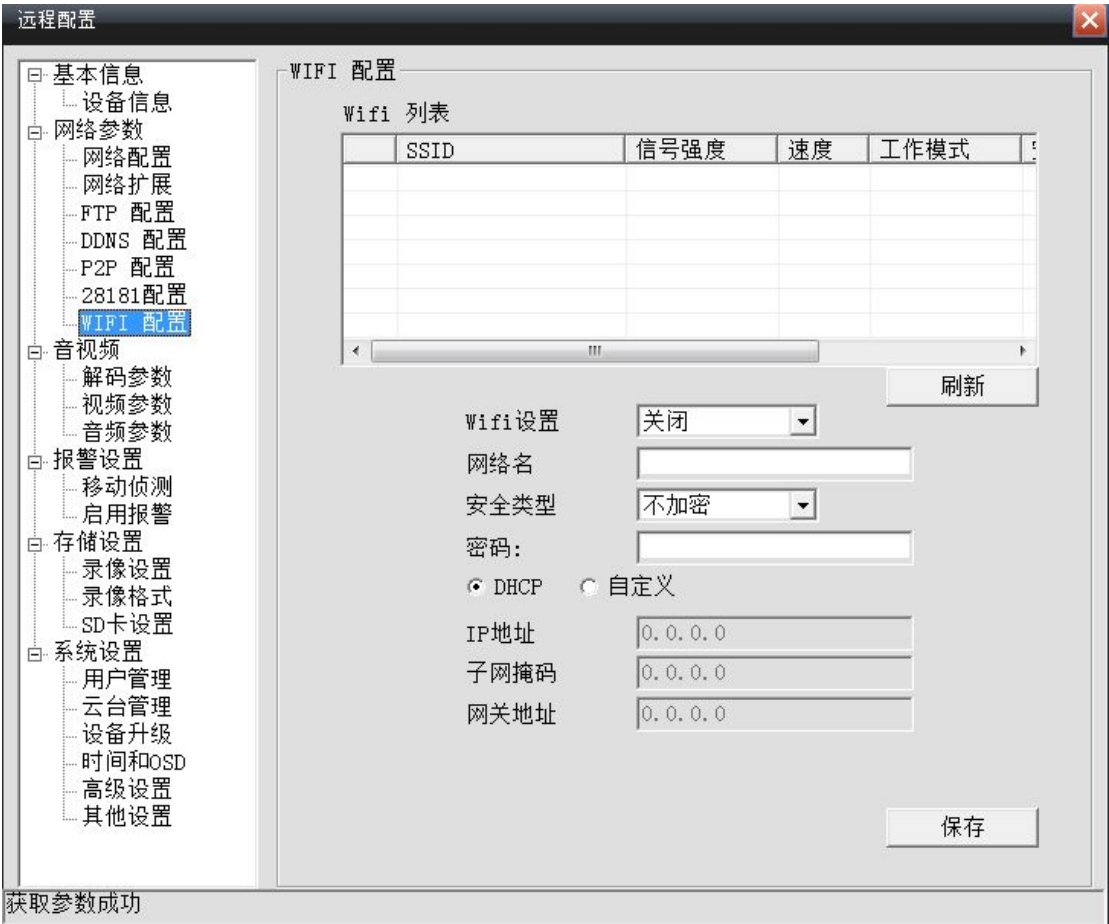 远程配置
基本信息
设备信息
网络参数
网络配置
网络扩展
FTP 配置
DDNS 配置
P2P 配置
28181配置
WIFI 配置
音视频
解码参数
视频参数
音频参数
报警设置
移动侦测
启用报警
存储设置
录像设置
录像格式
SD卡设置
系统设置
用户管理
云台管理
设备升级
时间和OSD
高级设置
其他设置
WIFI 配置
Wifi 列表
SSID 信号强度 速度 工作模式
刷新
Wifi设置 关闭
网络名
安全类型 不加密
密码:
DHCP 自定义
IP地址 0.0.0.0
子网掩码 0.0.0.0
网关地址 0.0.0.0
保存
获取参数成功